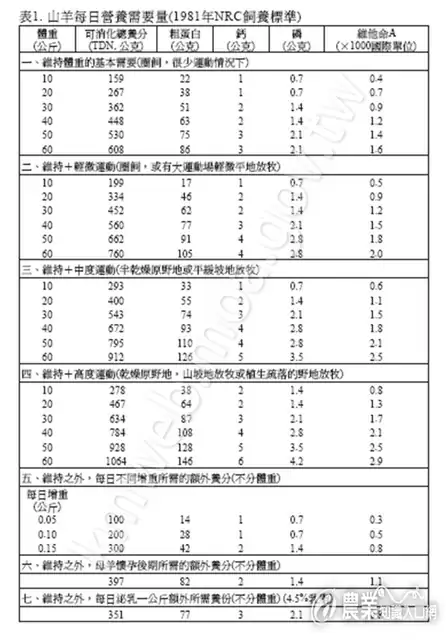 表1. 山羊每日營養需要量(1981年NRC飼養標準)
體重 可消化總養分 粗蛋白 鈣 磷 維他命A
(公斤) (TDN, 公克) (公克) (公克) (公克) (×1000國際單位)
一、維持體重的基本需要(圈飼，很少運動情況下)
10 159 22 1 0.7 0.4
20 267 38 1 0.7 0.7
30 362 51 2 1.4 0.9
40 448 63 2 1.4 1.2
50 530 75 3 2.1 1.4
60 608 86 3 2.1 1.6
二、維持＋輕微運動(圈飼，或有大運動場輕微平地放牧)
10 199 17 1 0.7 0.5
20 334 46 2 1.4 0.9
30 452 62 2 1.4 1.2
40 560 77 3 2.1 1.5
50 662 91 4 2.8 1.8
60 760 105 4 2.8 2.0
三、維持＋中度運動(半乾燥原野地或平緩坡地放牧)
10 293 33 1 0.7 0.6
20 400 55 2 1.4 1.1
30 543 74 3 2.1 1.5
40 672 93 4 2.8 1.8
50 795 110 4 2.8 2.1
60 912 126 5 3.5 2.5
四、維持＋高度運動(乾燥原野地，山坡地放牧或植生疏落的野地放牧)
10 278 38 2 1.4 0.8
20 467 64 2 1.4 1.3
30 634 87 3 2.1 1.7
40 784 108 4 2.8 2.1
50 928 128 5 3.5 2.5
60 1064 146 6 4.2 2.9
五、維持之外，每日不同增重所需的額外養分(不分體重)
每日增重
(公斤)
0.05 100 14 1 0.7 0.3
0.10 200 28 1 0.7 0.5
0.15 300 42 2 1.4 0.8
六、維持之外，母羊懷孕後期所需的額外養分(不分體重)
397 82 2 1.4 1.1
七、維持之外，每日泌乳一公斤額外所需養份(不分體重) (4.5%
351 77 3 2.1
@農業知識入口網